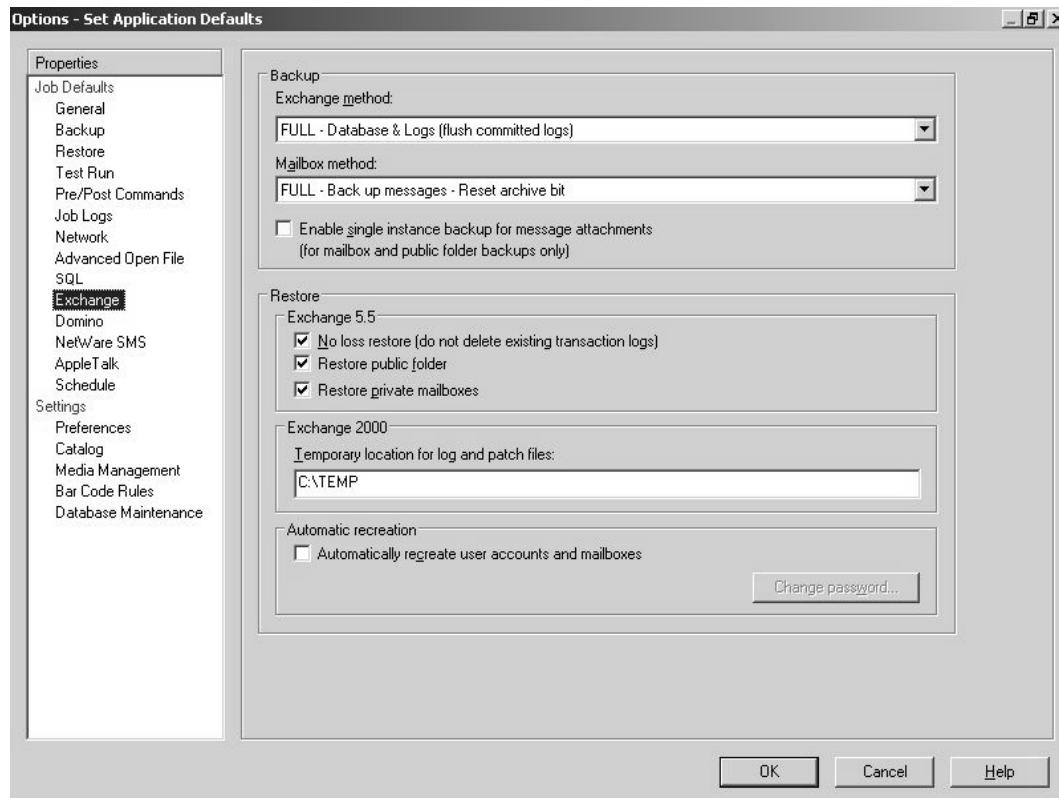 Options - Set Application Defaults
Properties
Job Defaults
General
Backup
Restore
Test Run
Pre/Post Commands
Job Logs
Network
Advanced Open File
SQL
Exchange
Domino
NetWare SMS
AppleTalk
Schedule
Settings
Preferences
Catalog
Media Management
Bar Code Rules
Database Maintenance
Backup
Exchange method:
FULL - Database & Logs (flush committed logs)
Mailbox method:
FULL - Back up messages - Reset archive bit
Enable single instance backup for message attachments
(for mailbox and public folder backups only)
Restore
Exchange 5.5
No loss restore (do not delete existing transaction logs)
Restore public folder
Restore private mailboxes
Exchange 2000
Temporary location for log and patch files:
C:\TEMP
Automatic recreation
Automatically recreate user accounts and mailboxes
Change password...
OK
Cancel
Help